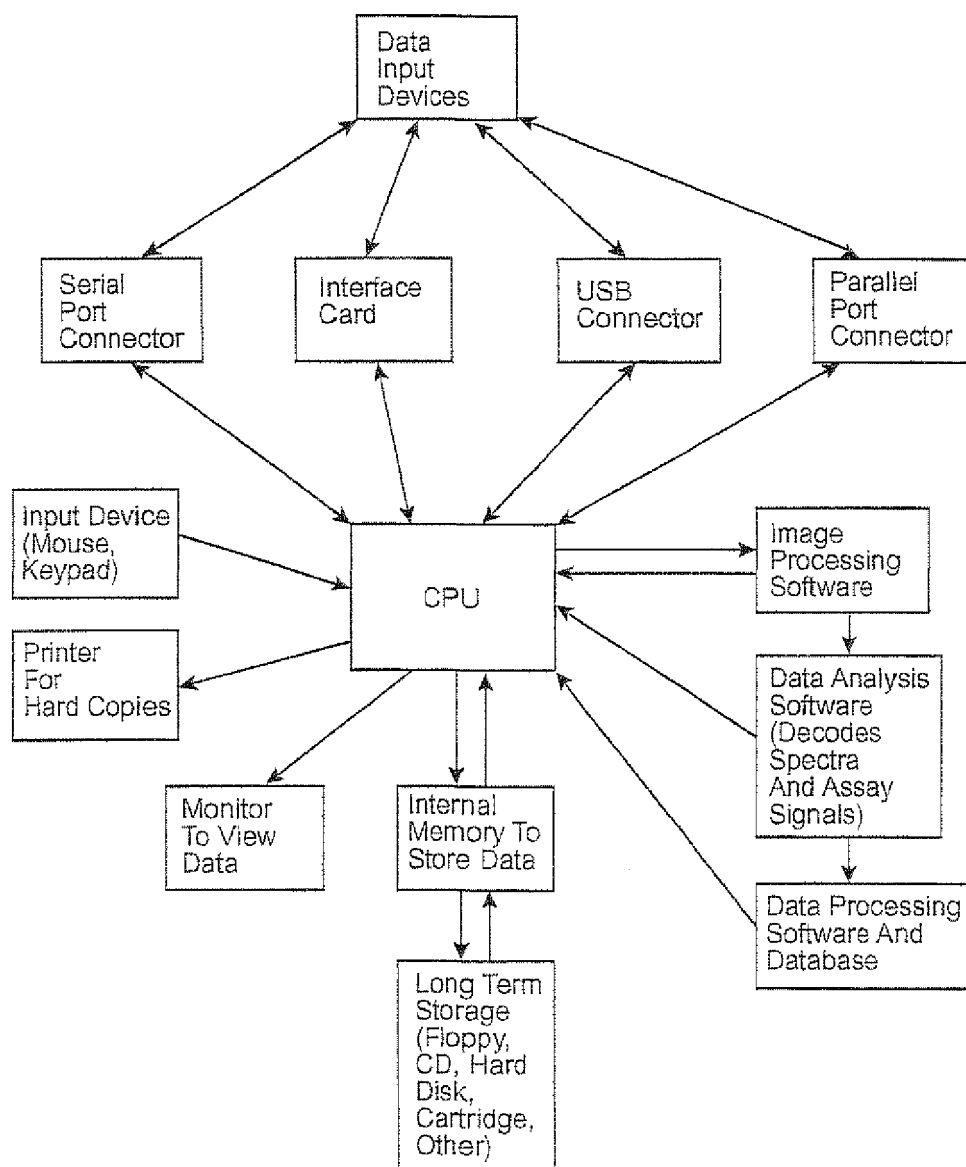 Data
Input
Devices
Serial
Port
Connector
Interface
Card
USB
Connector
Parallel
Port
Connector
Input Device
(Mouse,
Keypad)
CPU
Image
Processing
Software
Printer
For
Hard Copies
Data Analysis
Software
(Decodes
Spectra
And Assay
Signals)
Monitor
To View
Data
Internal
Memory To
Store Data
Data Processing
Software And
Database
Long Term
Storage
(Floppy,
CD, Hard
Disk,
Cartridge,
Other)